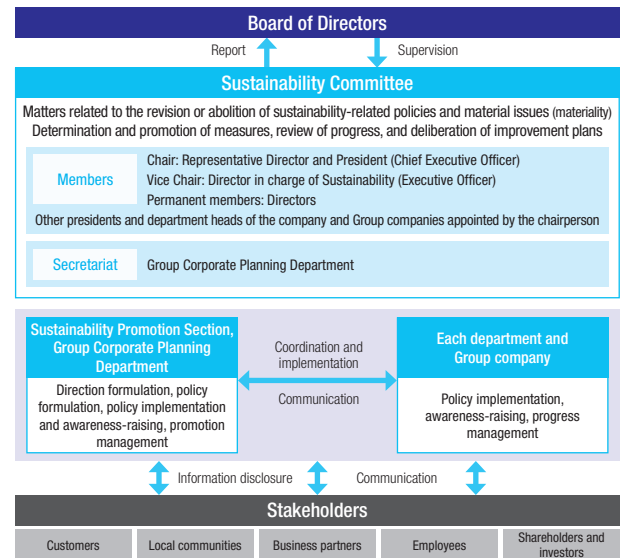 Board of Directors
Report
Supervision
Sustainability Committee
Matters related to the revision or abolition of sustainability-related policies and material issues (materiality)
Determination and promotion of measures, review of progress, and deliberation of improvement plans
Members
Chair: Representative Director and President (Chief Executive Officer)
Vice Chair: Director in charge of Sustainability (Executive Officer)
Permanent members: Directors
Other presidents and department heads of the company and Group companies appointed by the chairperson
Secretariat
Group Corporate Planning Department
Sustainability Promotion Section,
Group Corporate Planning
Department
Direction formulation, policy
formulation, policy implementation
and awareness-raising, promotion
management
Coordination and
implementation
Communication
Each department and
Group company
Policy implementation,
awareness-raising, progress
management
Information disclosure
Communication
Stakeholders
Customers
Local communities
Business partners
Employees
Shareholders and
investors